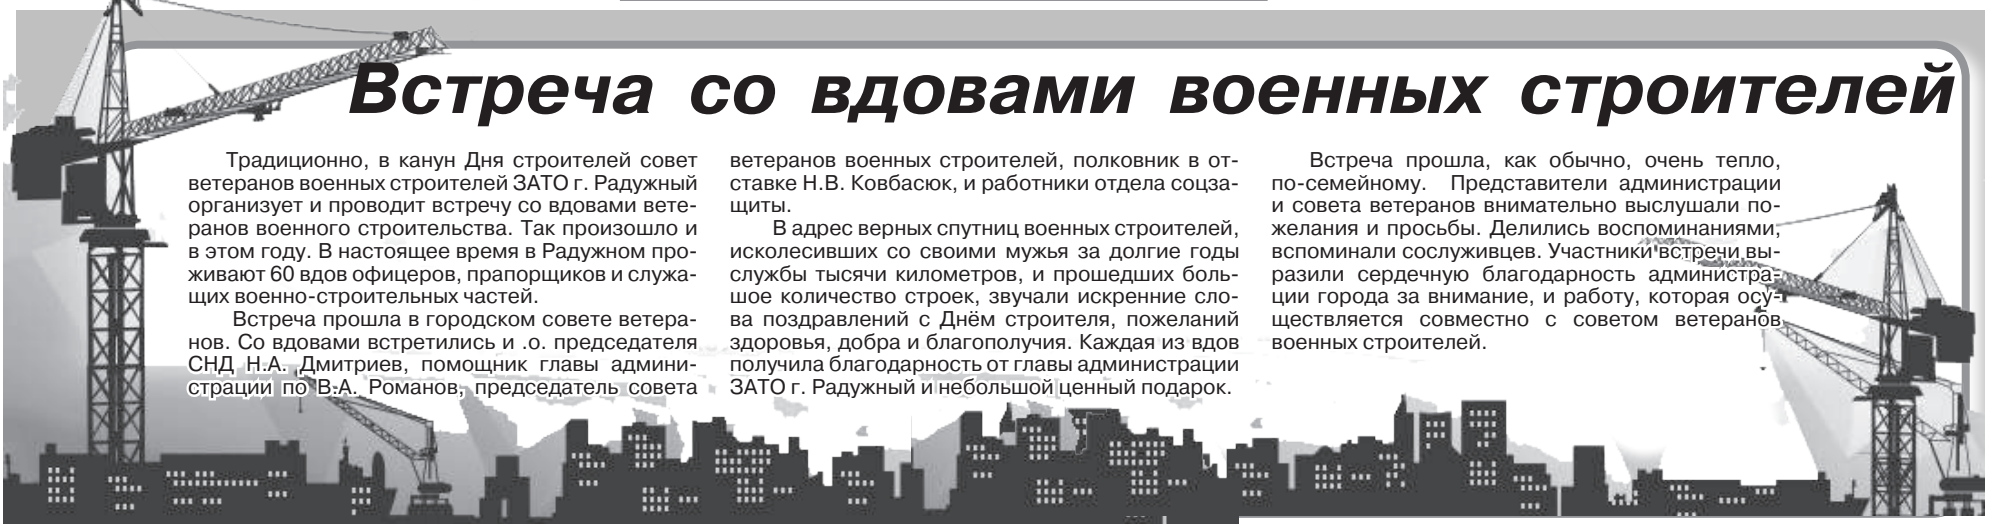 Встреча со вдовами военных строителей
Традиционно, в канун Дня строителей совет
ветеранов военных строителей ЗАТО г. Радужный
организует и проводит встречу со вдовами вете-
ранов военного строительства. Так произошло и
в этом году. В настоящее время в Радужном про-
живают 60 вдов офицеров, прапорщиков и служа-
щих военно-строительных частей.
Встреча прошла в городском совете ветера-
нов. Со вдовами встретились и .о. председателя
СНД Н.А. Дмитриев, помощник главы админи-
страции по В.А. Романов, председатель совета
ветеранов военных строителей, полковник в от-
ставке Н.В. Ковбасюк, и работники отдела соцза-
щиты.
В адрес верных спутниц военных строителей,
исколесивших со своими мужья за долгие годы
службы тысячи километров, и прошедших боль-
шое количество строек, звучали искренние сло-
ва поздравлений с Днём строителя, пожеланий
здоровья, добра и благополучия. Каждая из вдов
получила благодарность от главы администрации
ЗАТО г. Радужный и небольшой ценный подарок.
Встреча прошла, как обычно, очень тепло,
по-семейному. Представители администрации
и совета ветеранов внимательно выслушали по-
желания и просьбы. Делились воспоминаниями,
вспоминали сослуживцев. Участники встречи вы-
разили сердечную благодарность администра-
ции города за внимание, и работу, которая осу-
ществляется совместно с советом ветеранов
военных строителей.